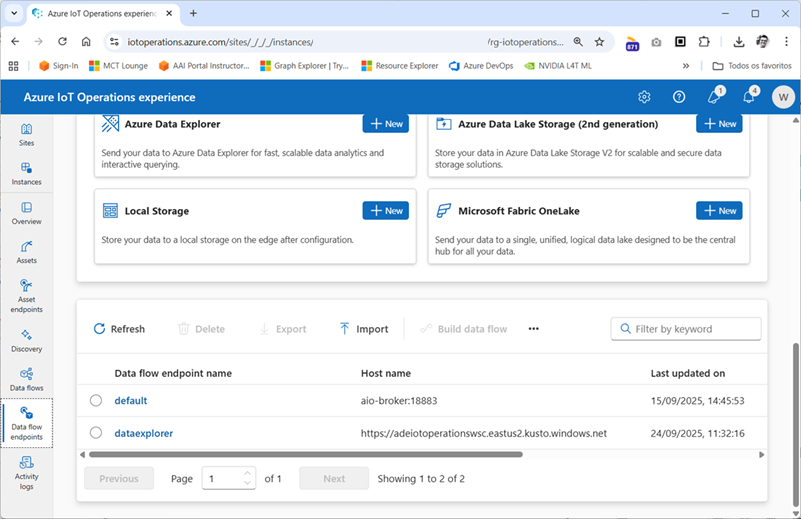 Azure IoT Operations experienc
iotoperations.azure.com/sites/_/_/_/instances/ /rg-iotoperations...
871
Sign-In MCT Lounge AAI Portal Instructor... Graph Explorer | Try... Resource Explorer Azure DevOps NVIDIA L4T ML » Todos os favoritos
Azure IoT Operations experience 1 4 W
Sites
Instances
Overview
Assets
Asset
endpoints
Discovery
Data flows
Data flow
endpoints
Activity
logs
Azure Data Explorer + New
Send your data to Azure Data Explorer for fast, scalable data analytics and
interactive querying.
Azure Data Lake Storage (2nd generation) + New
Store your data in Azure Data Lake Storage V2 for scalable and secure data
storage solutions.
Local Storage + New
Store your data to a local storage on the edge after configuration.
Microsoft Fabric OneLake + New
Send your data to a single, unified, logical data lake designed to be the central
hub for all your data.
Refresh Delete Export Import Build data flow ... Filter by keyword
Data flow endpoint name Host name Last updated on
default aio-broker:18883 15/09/2025, 14:45:53
dataexplorer https://adeiotoperationswsc.eastus2.kusto.windows.net 24/09/2025, 11:32:16
Previous Page 1 of 1 Next Showing 1 to 2 of 2